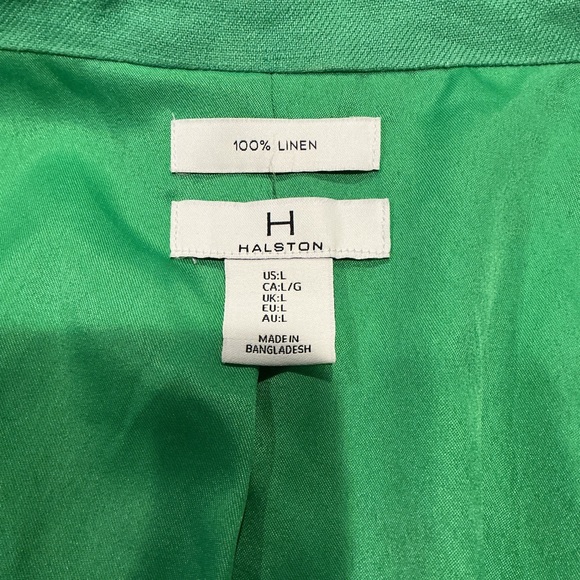 100% LINEN
H
HALSTON
US:L
CA:L/G
UK:L
EU:L
AU:L
MADE IN
BANGLADESH